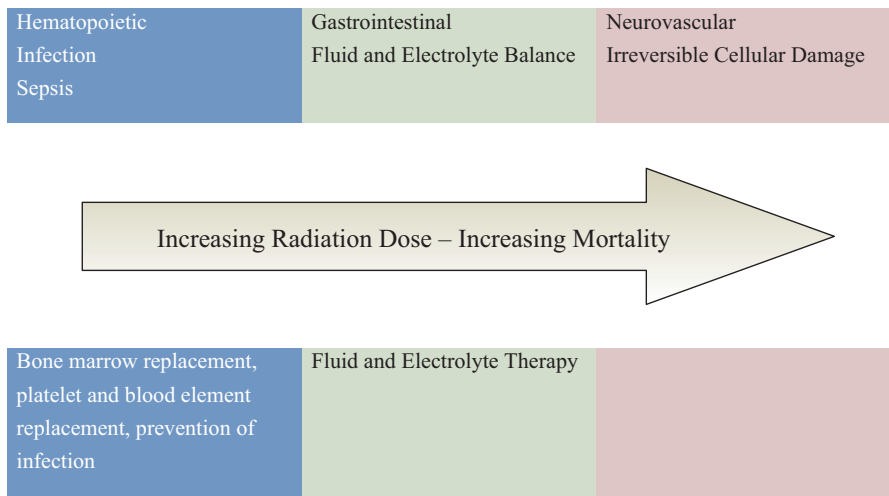 Hematopoietic
Infection
Sepsis
Gastrointestinal
Fluid and Electrolyte Balance
Neurovascular
Irreversible Cellular Damage
Increasing Radiation Dose – Increasing Mortality
Bone marrow replacement,
platelet and blood element
replacement, prevention of
infection
Fluid and Electrolyte Therapy